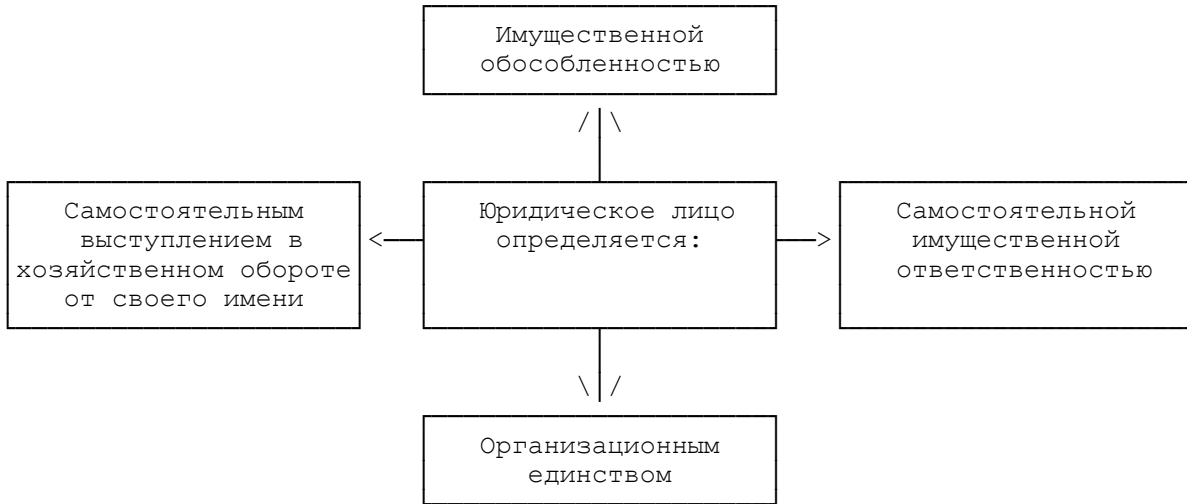 Имущественной
обособленностью
Самостоятельным
выступлением в
хозяйственном обороте
от своего имени
Юридическое лицо
определяется:
Самостоятельной
имущественной
ответственностью
Организационным
единством